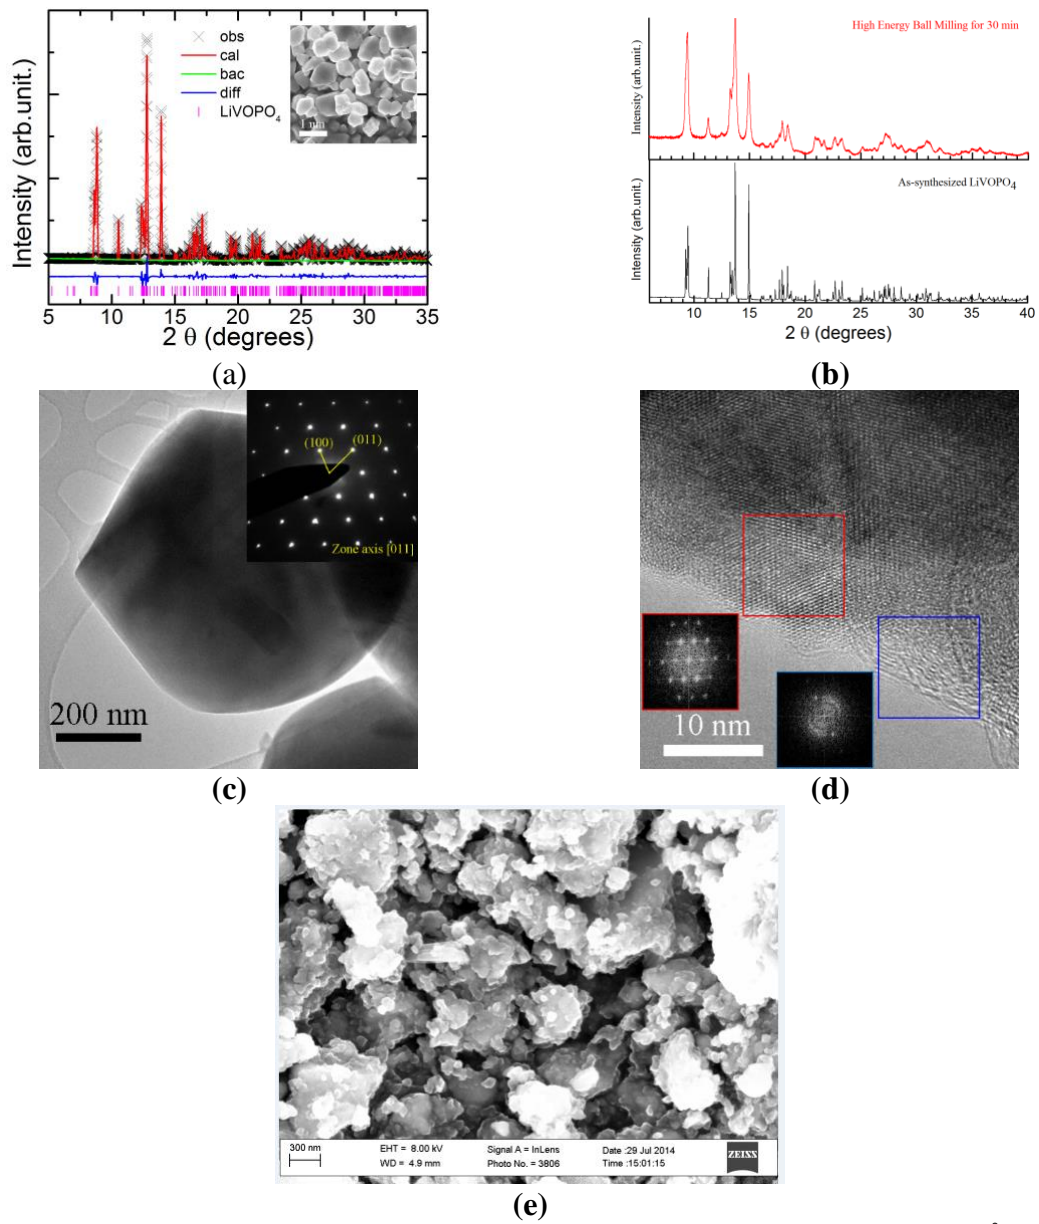 Intensity (arb.unit.)
obs
cal
bac
diff
LiVOPO4
1 nm
5 10 15 20 25 30 35
2 θ (degrees)
(a)
High Energy Ball Milling for 30 min
Intensity (arb.unit.)
As-synthesized LiVOPO4
Intensity (arb.unit.)
10 15 20 25 30 35 40
2 θ (degrees)
(b)
(100)
(011)
Zone axis [011]
200 nm
(c)
10 nm
(d)
300 nm
EHT = 8.00 kV
Signal A = InLens
Date :29 Jul 2014
WD = 4.9 mm
Photo No. = 3806
Time :15:01:15
ZEISS
(e)